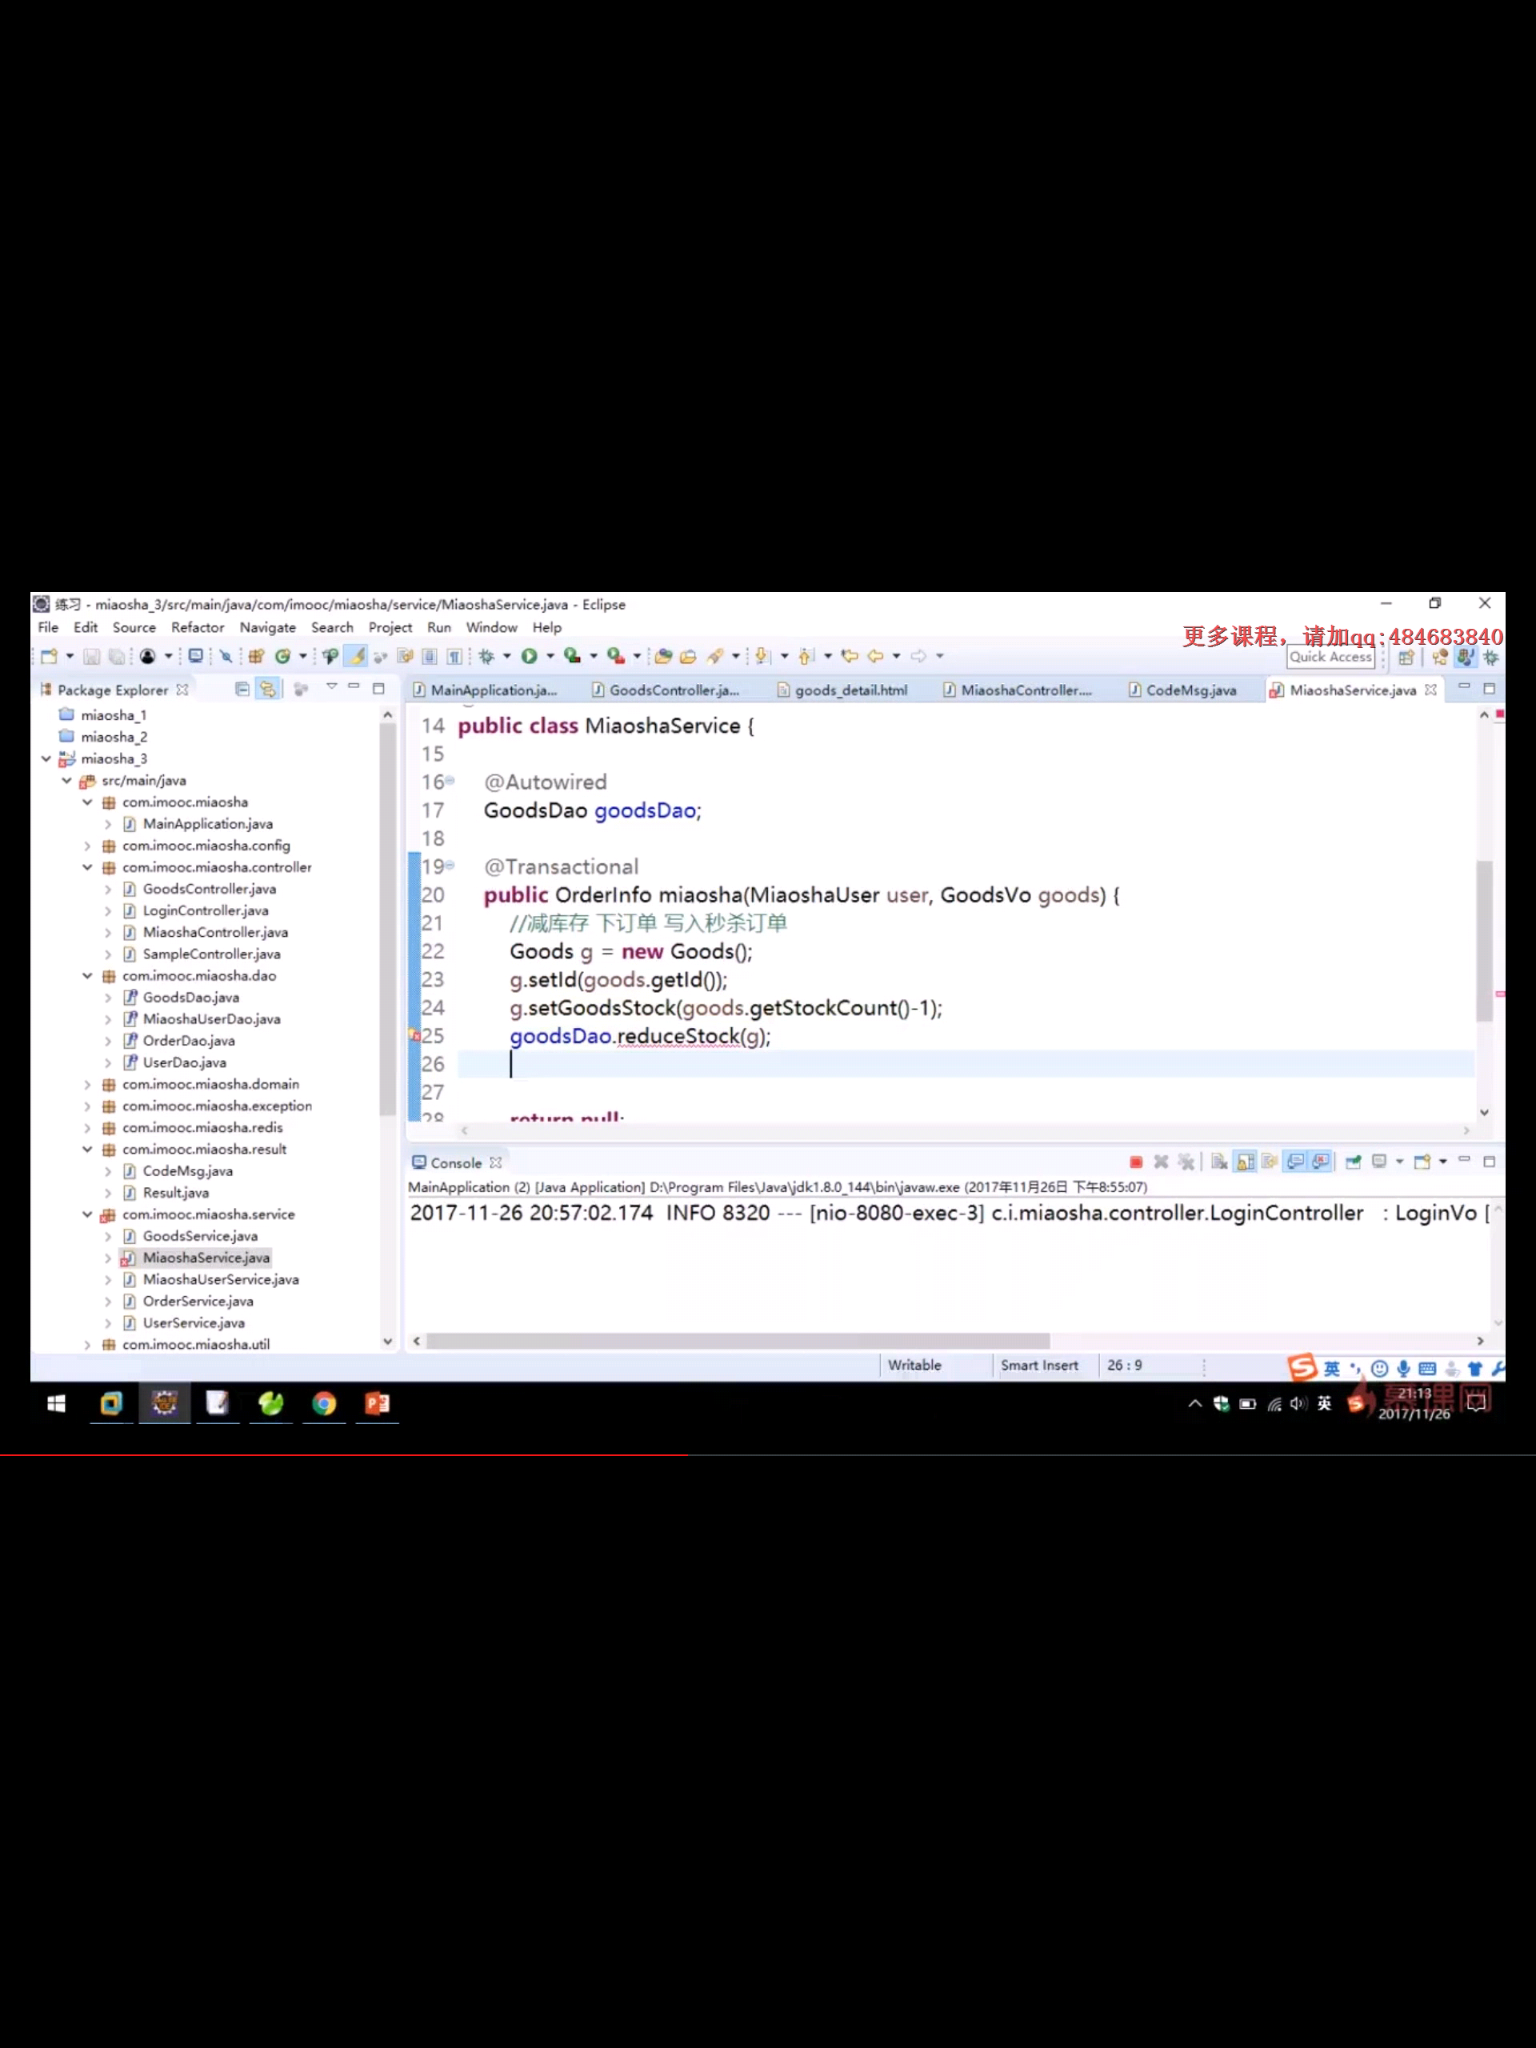 练习 - miaosha_3/src/main/java/com/imooc/miaosha/service/MiaoshaService.java - Eclipse
File Edit Source Refactor Navigate Search Project Run Window Help
更多课程，请加qq:484683840
Quick Access
Package Explorer
MainApplication.ja... GoodsController.ja... goods_detail.html MiaoshaController.... CodeMsg.java MiaoshaService.java
miaosha_1
miaosha_2
miaosha_3
src/main/java
com.imooc.miaosha
MainApplication.java
com.imooc.miaosha.config
com.imooc.miaosha.controller
GoodsController.java
LoginController.java
MiaoshaController.java
SampleController.java
com.imooc.miaosha.dao
GoodsDao.java
MiaoshaUserDao.java
OrderDao.java
UserDao.java
com.imooc.miaosha.domain
com.imooc.miaosha.exception
com.imooc.miaosha.redis
com.imooc.miaosha.result
CodeMsg.java
Result.java
com.imooc.miaosha.service
GoodsService.java
MiaoshaService.java
MiaoshaUserService.java
OrderService.java
UserService.java
com.imooc.miaosha.util
14 public class MiaoshaService {
15
16 @Autowired
17 GoodsDao goodsDao;
18
19 @Transactional
20 public OrderInfo miaosha(MiaoshaUser user, GoodsVo goods) {
21 //减库存 下订单 写入秒杀订单
22 Goods g = new Goods();
23 g.setId(goods.getId());
24 g.setGoodsStock(goods.getStockCount()-1);
25 goodsDao.reduceStock(g);
26
27
28 return null;
Console
MainApplication (2) [Java Application] D:\Program Files\Java\jdk1.8.0_144\bin\javaw.exe (2017年11月26日 下午8:55:07)
2017-11-26 20:57:02.174 INFO 8320 --- [nio-8080-exec-3] c.i.miaosha.controller.LoginController : LoginVo [
Writable Smart Insert 26 : 9
英
英
慕课网
21:13
2017/11/26